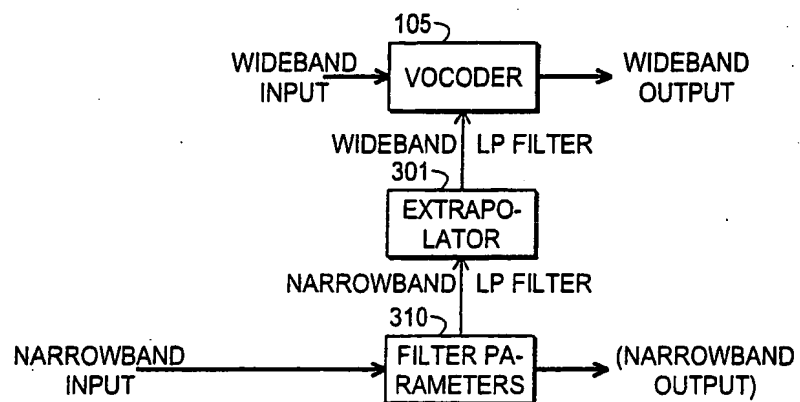 105
WIDEBAND
INPUT
VOCODER
WIDEBAND
OUTPUT
WIDEBAND LP FILTER
301
EXTRAPO-
LATOR
NARROWBAND LP FILTER
310
NARROWBAND
INPUT
FILTER PA-
RAMETERS
(NARROWBAND
OUTPUT)